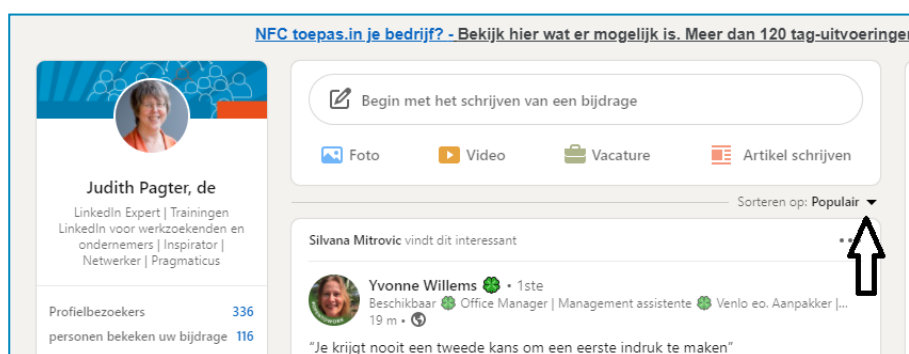 NFC toepas.in je bedrijf? - Bekijk hier wat er mogelijk is. Meer dan 120 tag-uitvoeringen
Judith Pagter, de
LinkedIn Expert | Trainingen
LinkedIn voor werkzoekenden en
ondernemers | Inspirator |
Netwerker | Pragmaticus
Profielbezoekers 336
personen bekeken uw bijdrage 116
Begin met het schrijven van een bijdrage
Foto Video Vacature Artikel schrijven
Sorteren op: Populair
Silvana Mitrovic vindt dit interessant
Yvonne Willems 🍀 • 1ste
Beschikbaar 🍀 Office Manager | Management assistente 🍀 Venlo eo. Aanpakker |...
19 m •
"Je krijgt nooit een tweede kans om een eerste indruk te maken"